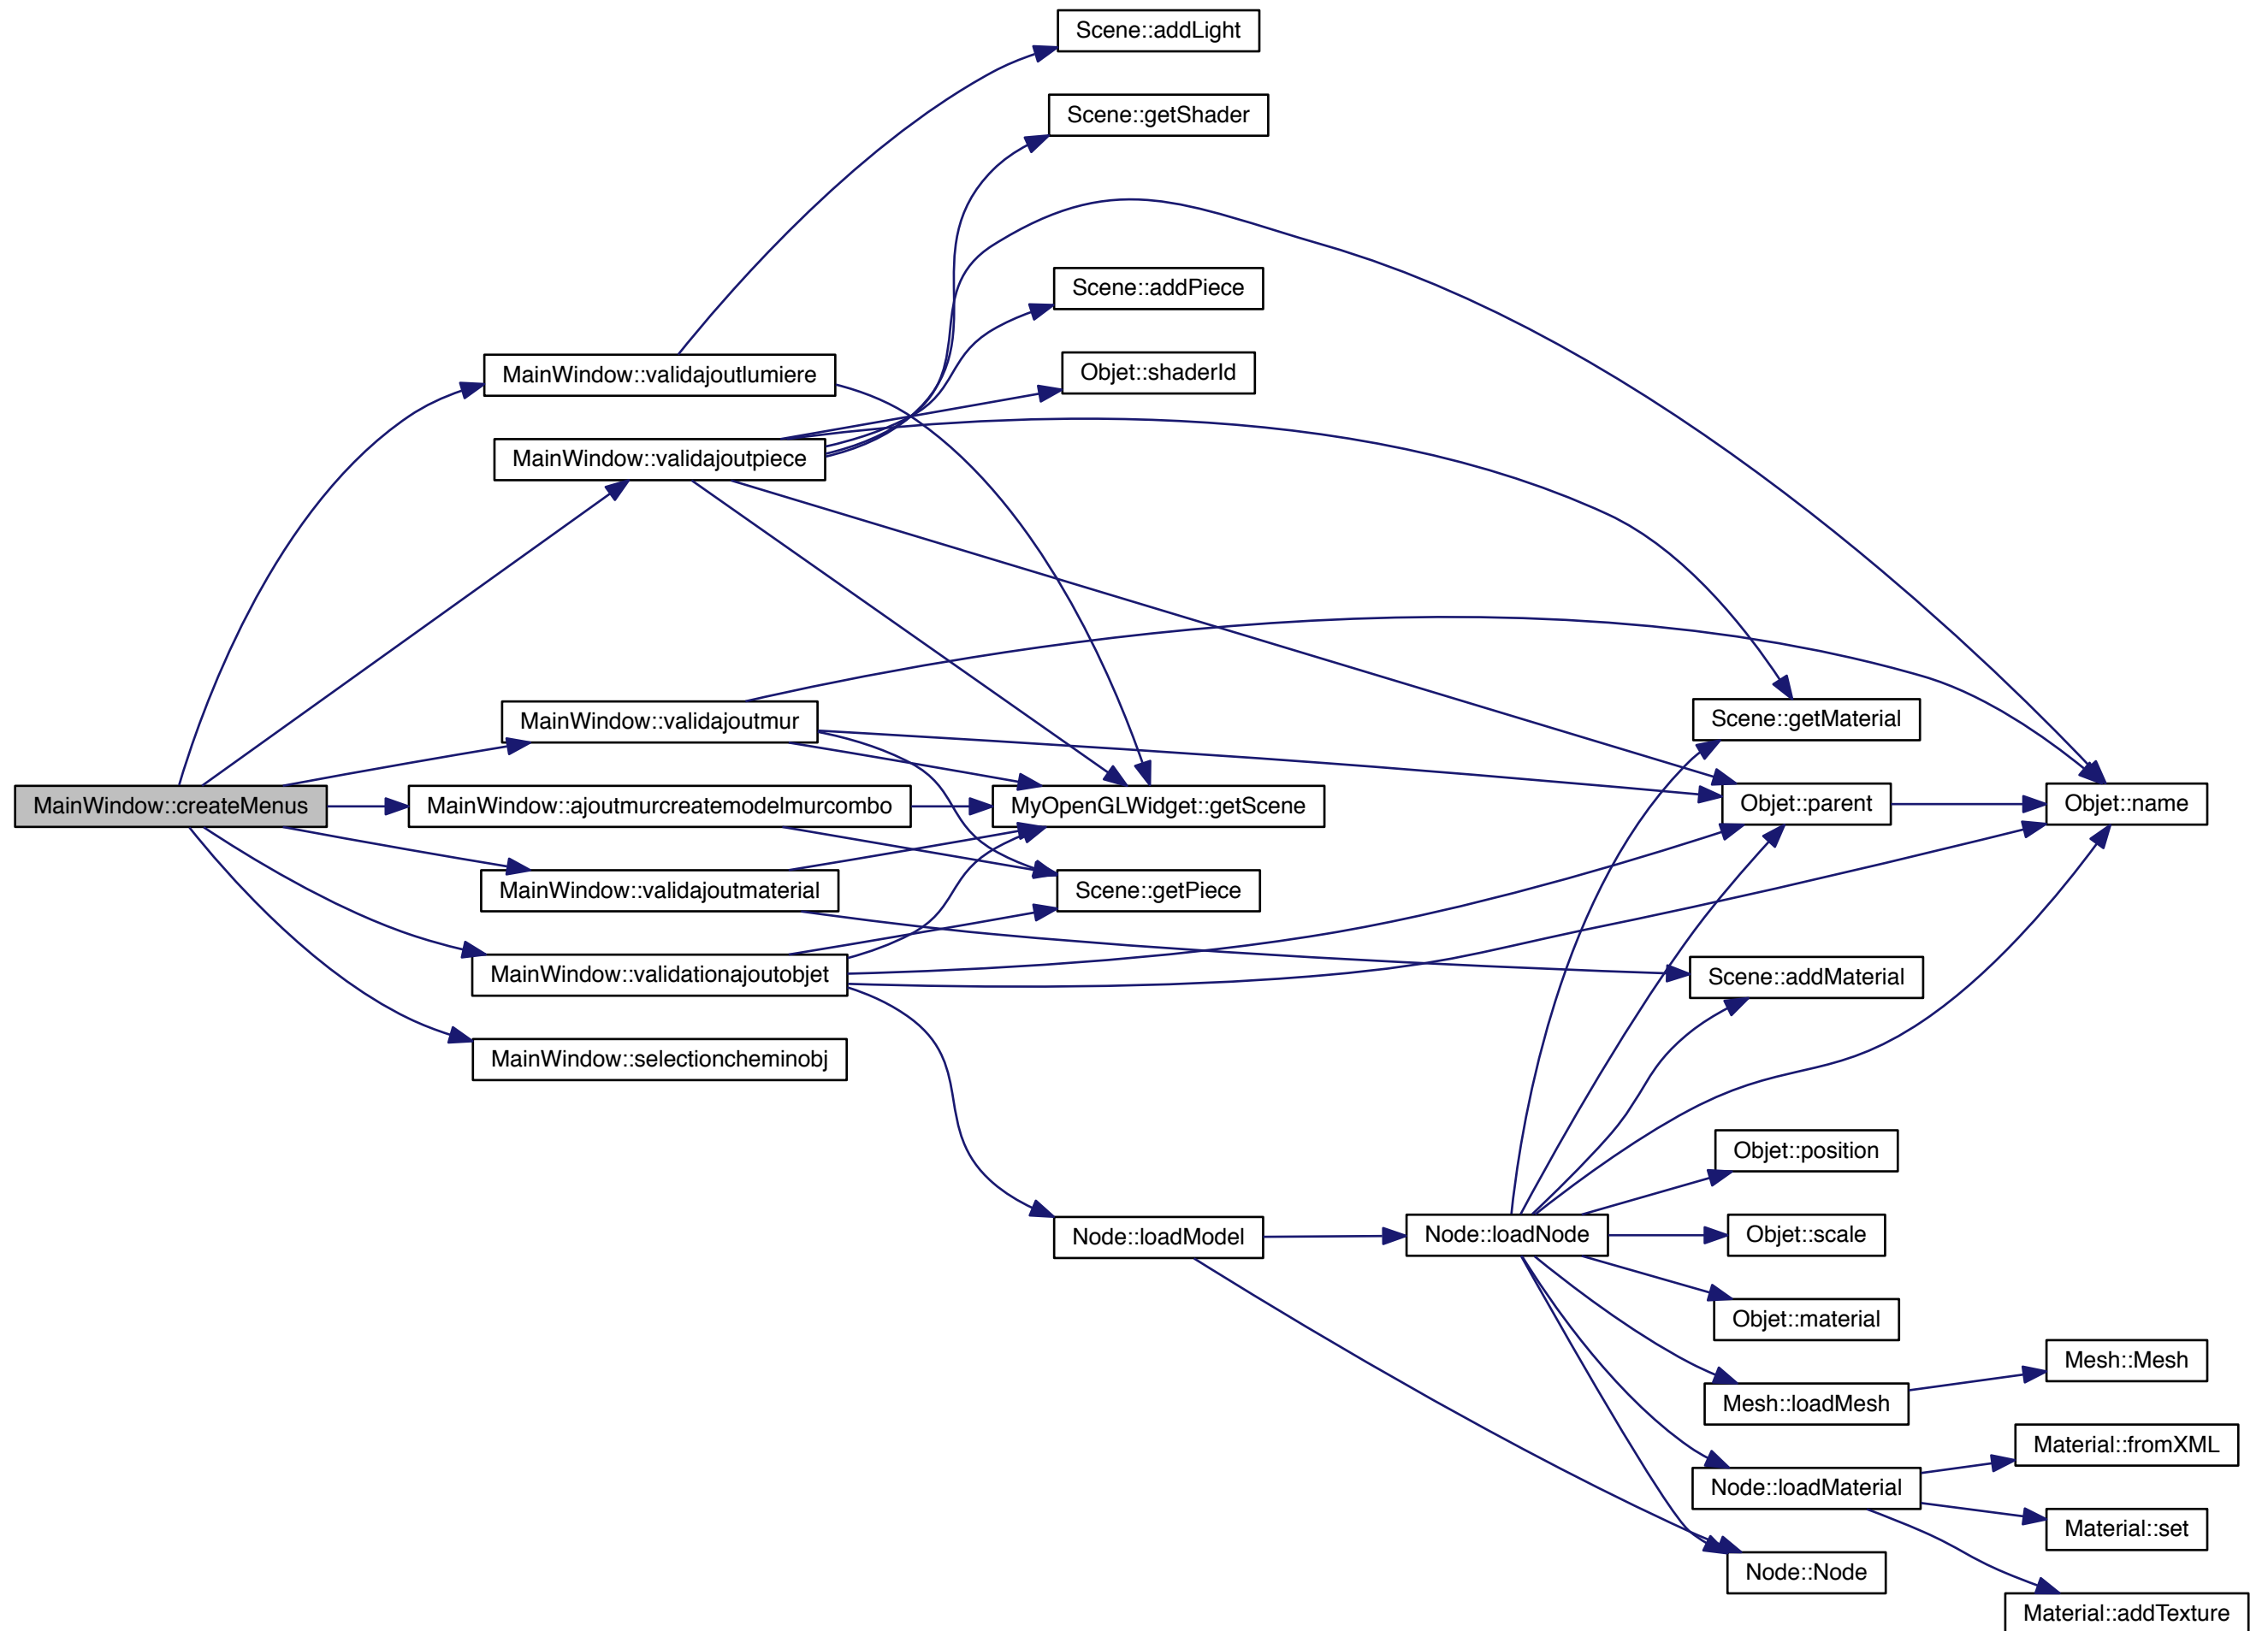 Scene::addLight
Scene::getShader
Scene::addPiece
Objet::shaderId
MainWindow::validajoutlumiere
MainWindow::validajoutpiece
MainWindow::validajoutmur
Scene::getMaterial
MainWindow::createMenus
MainWindow::ajoutmurcreatemodelmurcombo
MyOpenGLWidget::getScene
Objet::parent
Objet::name
MainWindow::validajoutmaterial
Scene::getPiece
MainWindow::validationajoutobjet
Scene::addMaterial
MainWindow::selectioncheminobj
Objet::position
Node::loadModel
Node::loadNode
Objet::scale
Objet::material
Mesh::Mesh
Mesh::loadMesh
Material::fromXML
Node::loadMaterial
Material::set
Node::Node
Material::addTexture